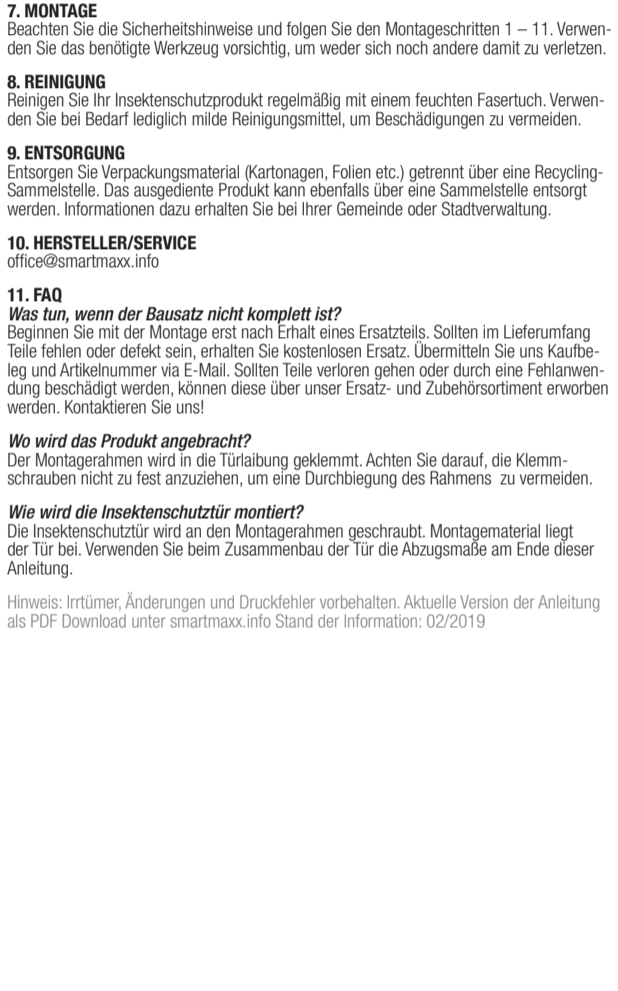 7. MONTAGE
Beachten Sie die Sicherheitshinweise und folgen Sie den Montageschritten 1 – 11. Verwen-
den Sie das benötigte Werkzeug vorsichtig, um weder sich noch andere damit zu verletzen.
8. REINIGUNG
Reinigen Sie Ihr Insektenschutzprodukt regelmäßig mit einem feuchten Fasertuch. Verwen-
den Sie bei Bedarf lediglich milde Reinigungsmittel, um Beschädigungen zu vermeiden.
9. ENTSORGUNG
Entsorgen Sie Verpackungsmaterial (Kartonagen, Folien etc.) getrennt über eine Recycling-
Sammelstelle. Das ausgediente Produkt kann ebenfalls über eine Sammelstelle entsorgt
werden. Informationen dazu erhalten Sie bei Ihrer Gemeinde oder Stadtverwaltung.
10. HERSTELLER/SERVICE
office@smartmaxx.info
11. FAQ
Was tun, wenn der Bausatz nicht komplett ist?
Beginnen Sie mit der Montage erst nach Erhalt eines Ersatzteils. Sollten im Lieferumfang
Teile fehlen oder defekt sein, erhalten Sie kostenlosen Ersatz. Übermitteln Sie uns Kaufbe-
leg und Artikelnummer via E-Mail. Sollten Teile verloren gehen oder durch eine Fehlanwen-
dung beschädigt werden, können diese über unser Ersatz- und Zubehörsortiment erworben
werden. Kontaktieren Sie uns!
Wo wird das Produkt angebracht?
Der Montagerahmen wird in die Türlaibung geklemmt. Achten Sie darauf, die Klemm-
schrauben nicht zu fest anzuziehen, um eine Durchbiegung des Rahmens  zu vermeiden.
Wie wird die Insektenschutztür montiert?
Die Insektenschutztür wird an den Montagerahmen geschraubt. Montagematerial liegt
der Tür bei. Verwenden Sie beim Zusammenbau der Tür die Abzugsmaße am Ende dieser
Anleitung.
Hinweis: Irrtümer, Änderungen und Druckfehler vorbehalten. Aktuelle Version der Anleitung
als PDF Download unter smartmaxx.info Stand der Information: 02/2019